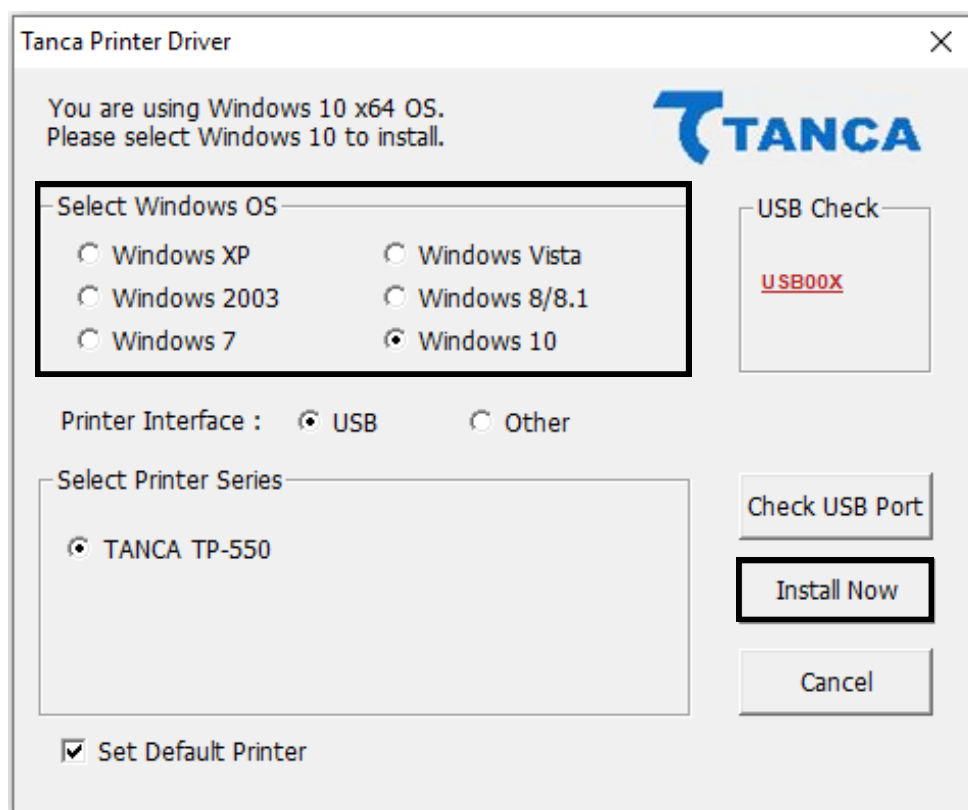 Tanca Printer Driver
You are using Windows 10 x64 OS.
Please select Windows 10 to install.
TANCA
Select Windows OS
Windows XP
Windows Vista
Windows 2003
Windows 8/8.1
Windows 7
Windows 10
USB Check
USB00X
Printer Interface :
USB
Other
Select Printer Series
TANCA TP-550
Check USB Port
Install Now
Cancel
Set Default Printer